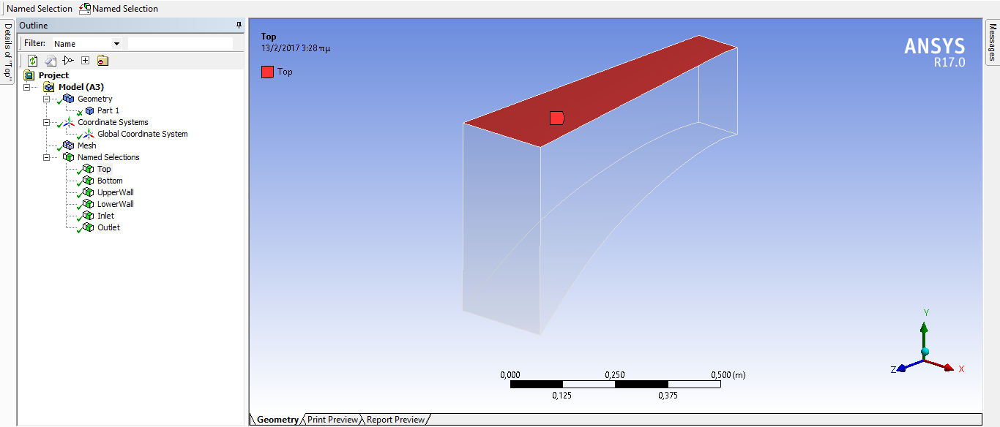 Named Selection Named Selection
Details of "Top"
Outline
Filter: Name
Project
Model (A3)
Geometry
Part 1
Coordinate Systems
Global Coordinate System
Mesh
Named Selections
Top
Bottom
UpperWall
LowerWall
Inlet
Outlet
Top
13/2/2017 3:28 πμ
Top
ANSYS
R17.0
Y
Z
X
0,000 0,250 0,500 (m)
0,125 0,375
Geometry Print Preview Report Preview
Messages